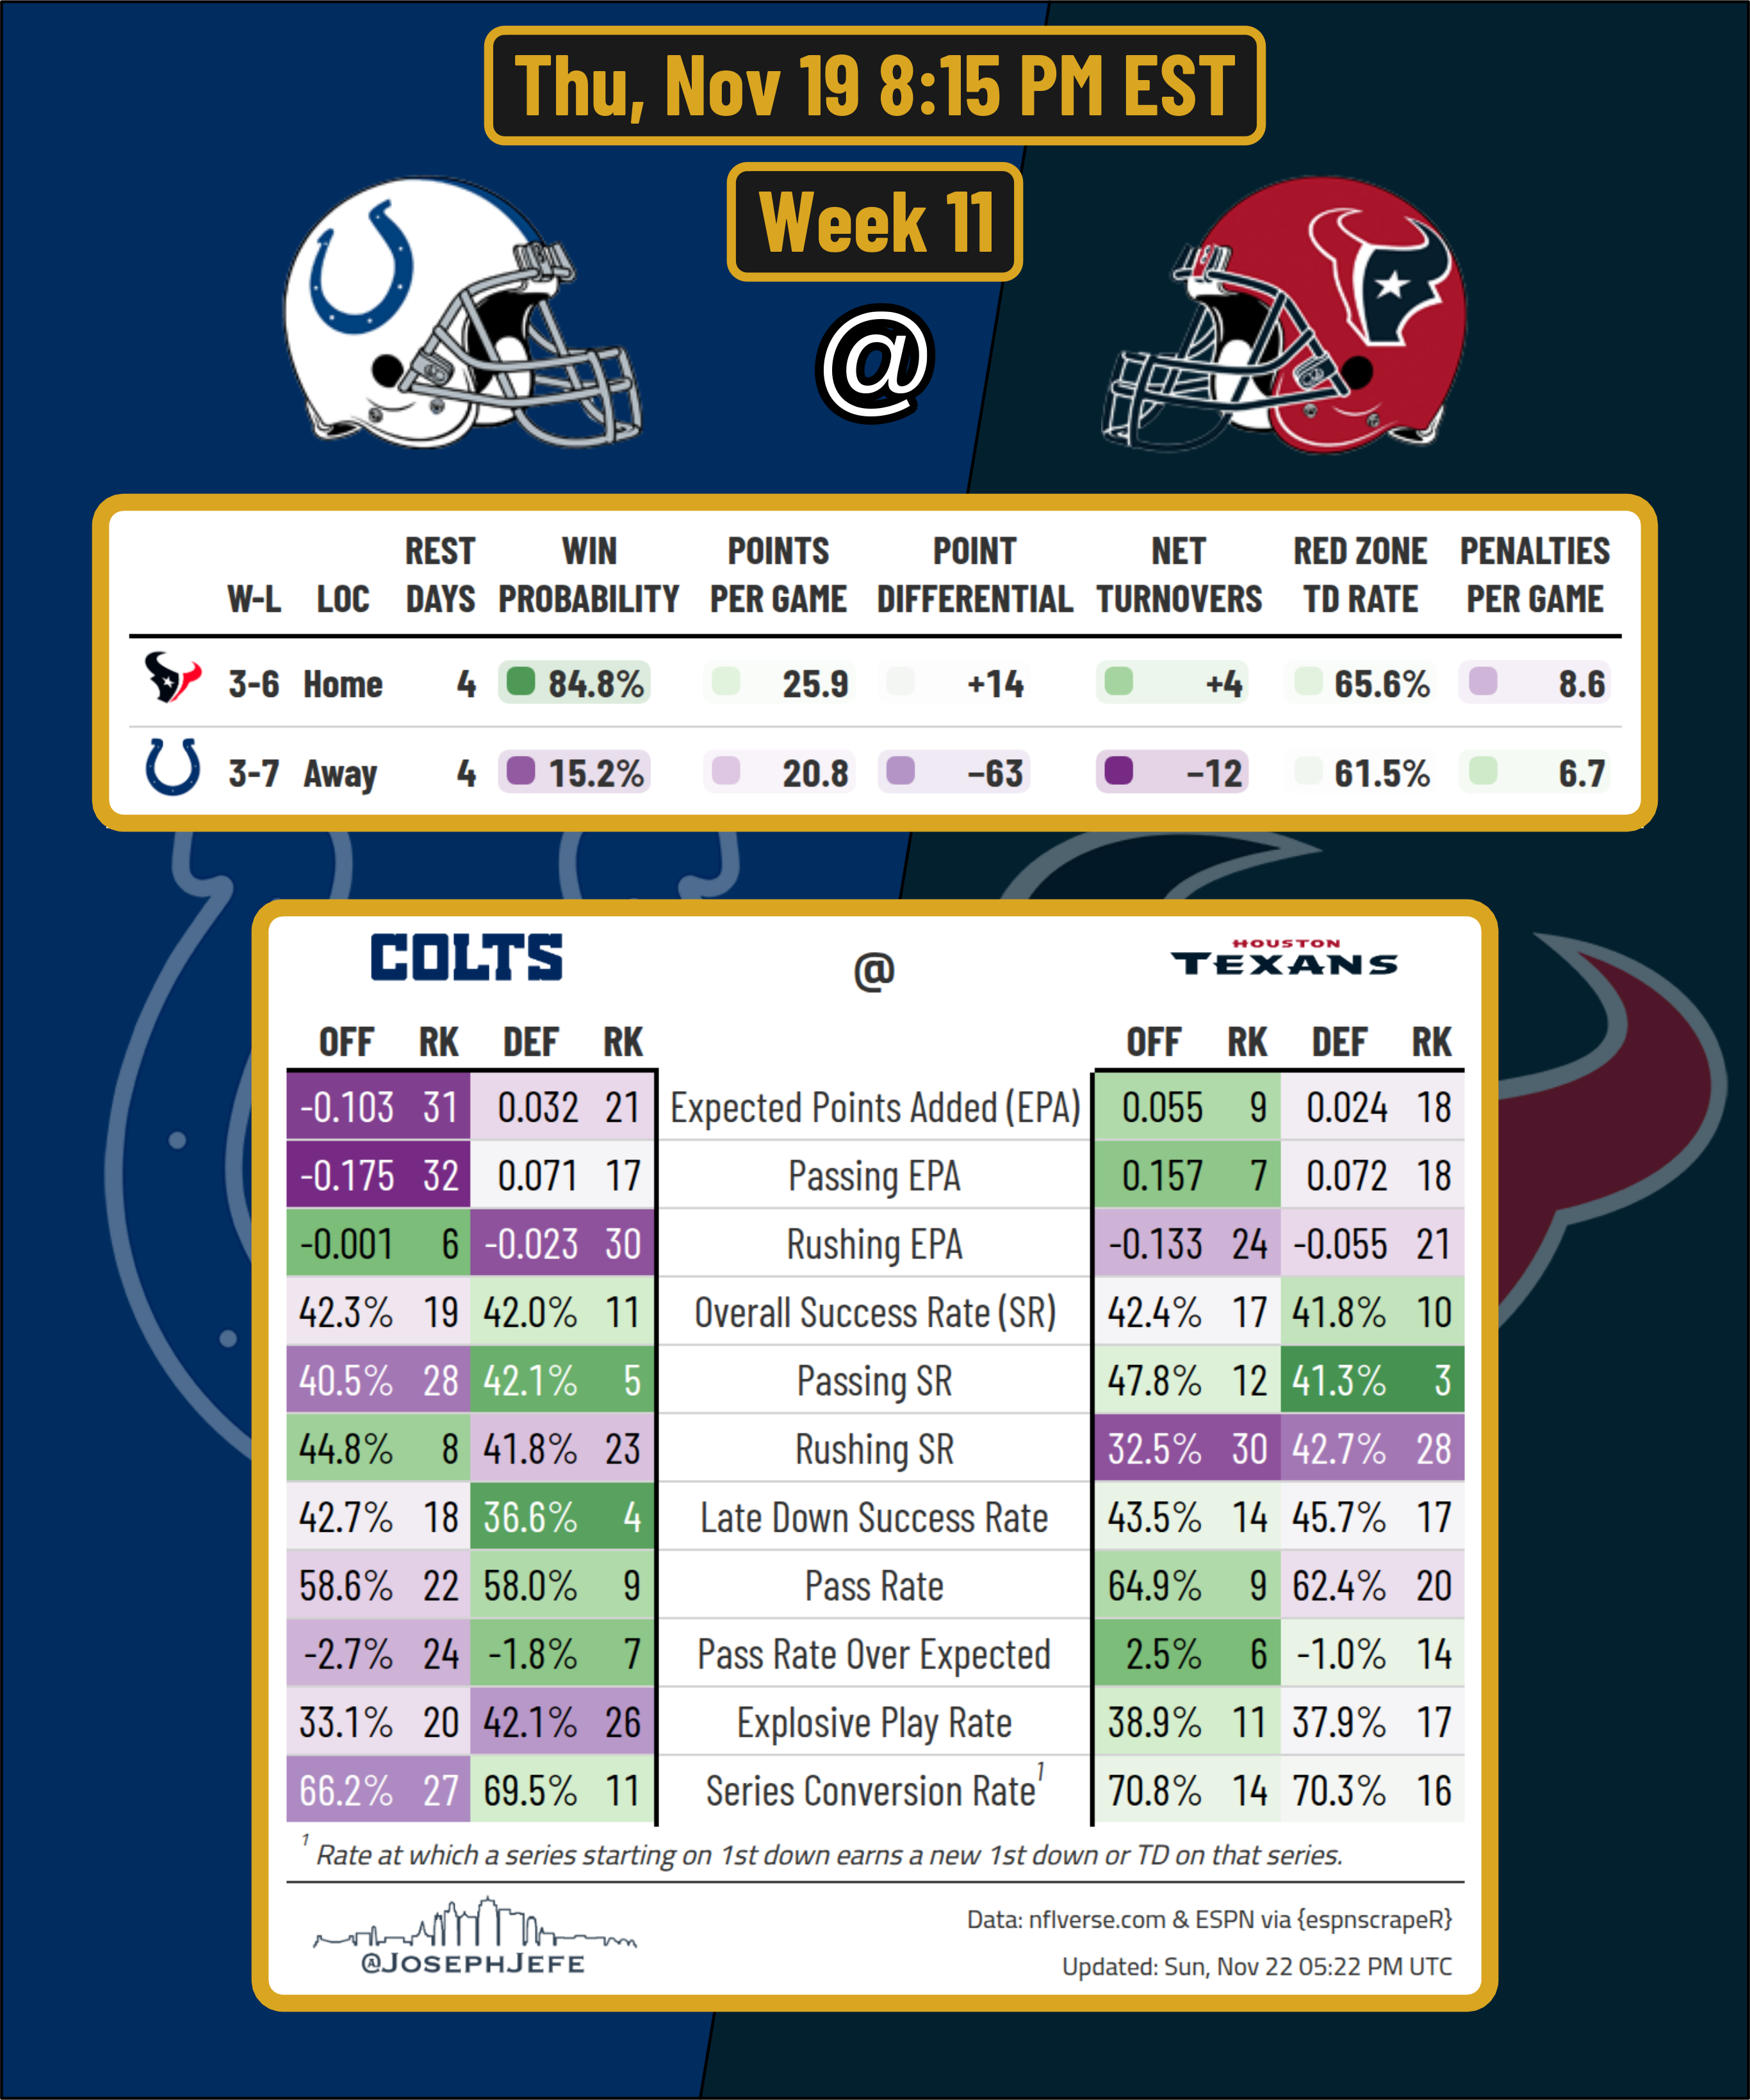 Thu, Nov 19 8:15 PM EST
Week 11
@
REST WIN POINTS POINT NET RED ZONE PENALTIES
W-L LOC DAYS PROBABILITY PER GAME DIFFERENTIAL TURNOVERS TD RATE PER GAME
3-6 Home 4 84.8% 25.9 +14 +4 65.6% 8.6
3-7 Away 4 15.2% 20.8 −63 −12 61.5% 6.7
COLTS @ HOUSTON
TEXANS
OFF RK DEF RK OFF RK DEF RK
-0.103 31 0.032 21 Expected Points Added (EPA) 0.055 9 0.024 18
-0.175 32 0.071 17 Passing EPA 0.157 7 0.072 18
-0.001 6 -0.023 30 Rushing EPA -0.133 24 -0.055 21
42.3% 19 42.0% 11 Overall Success Rate (SR) 42.4% 17 41.8% 10
40.5% 28 42.1% 5 Passing SR 47.8% 12 41.3% 3
44.8% 8 41.8% 23 Rushing SR 32.5% 30 42.7% 28
42.7% 18 36.6% 4 Late Down Success Rate 43.5% 14 45.7% 17
58.6% 22 58.0% 9 Pass Rate 64.9% 9 62.4% 20
-2.7% 24 -1.8% 7 Pass Rate Over Expected 2.5% 6 -1.0% 14
33.1% 20 42.1% 26 Explosive Play Rate 38.9% 11 37.9% 17
66.2% 27 69.5% 11 Series Conversion Rate¹ 70.8% 14 70.3% 16
¹ Rate at which a series starting on 1st down earns a new 1st down or TD on that series.
Data: nflverse.com & ESPN via {espnscrapeR}
@JOSEPHJEFE
Updated: Sun, Nov 22 05:22 PM UTC